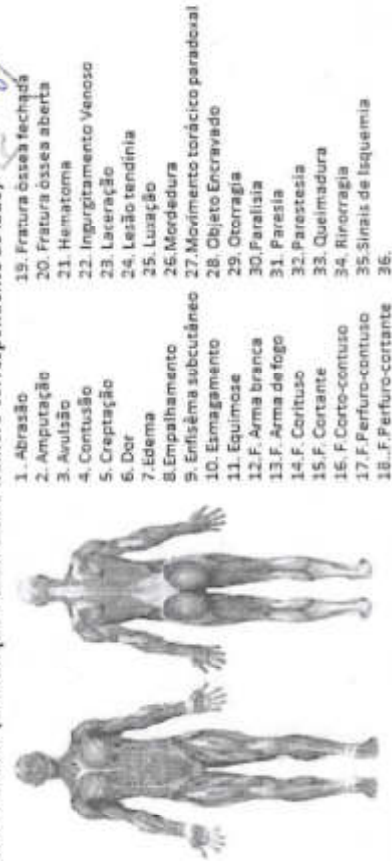 1. Abrasão
2. Amputação
3. Avulsão
4. Contusão
5. Creptação
6. Dor
7. Edema
8. Empalhamento
9. Enfisêma subcutâneo
10. Esmagamento
11. Equimose
12. F. Arma branca
13. F. Arma de fogo
14. F. Corituso
15. F. Cortante
16. F. Corto-contuso
17. F. Perfuro-contuso
18. F. Perfuro-cortante
19. Fratura óssea fechada
20. Fratura óssea aberta
21. Hematoma
22. Ingurgitamento Venoso
23. Laceração
24. Lesão tendínia
25. Luxação
26. Mordedura
27. Movimento torácico paradoxal
28. Objeto Encravado
29. Otorragia
30. Paralisia
31. Paresia
32. Parestesia
33. Queimadura
34. Rinorragia
35. Sinais de Isquemia
36.